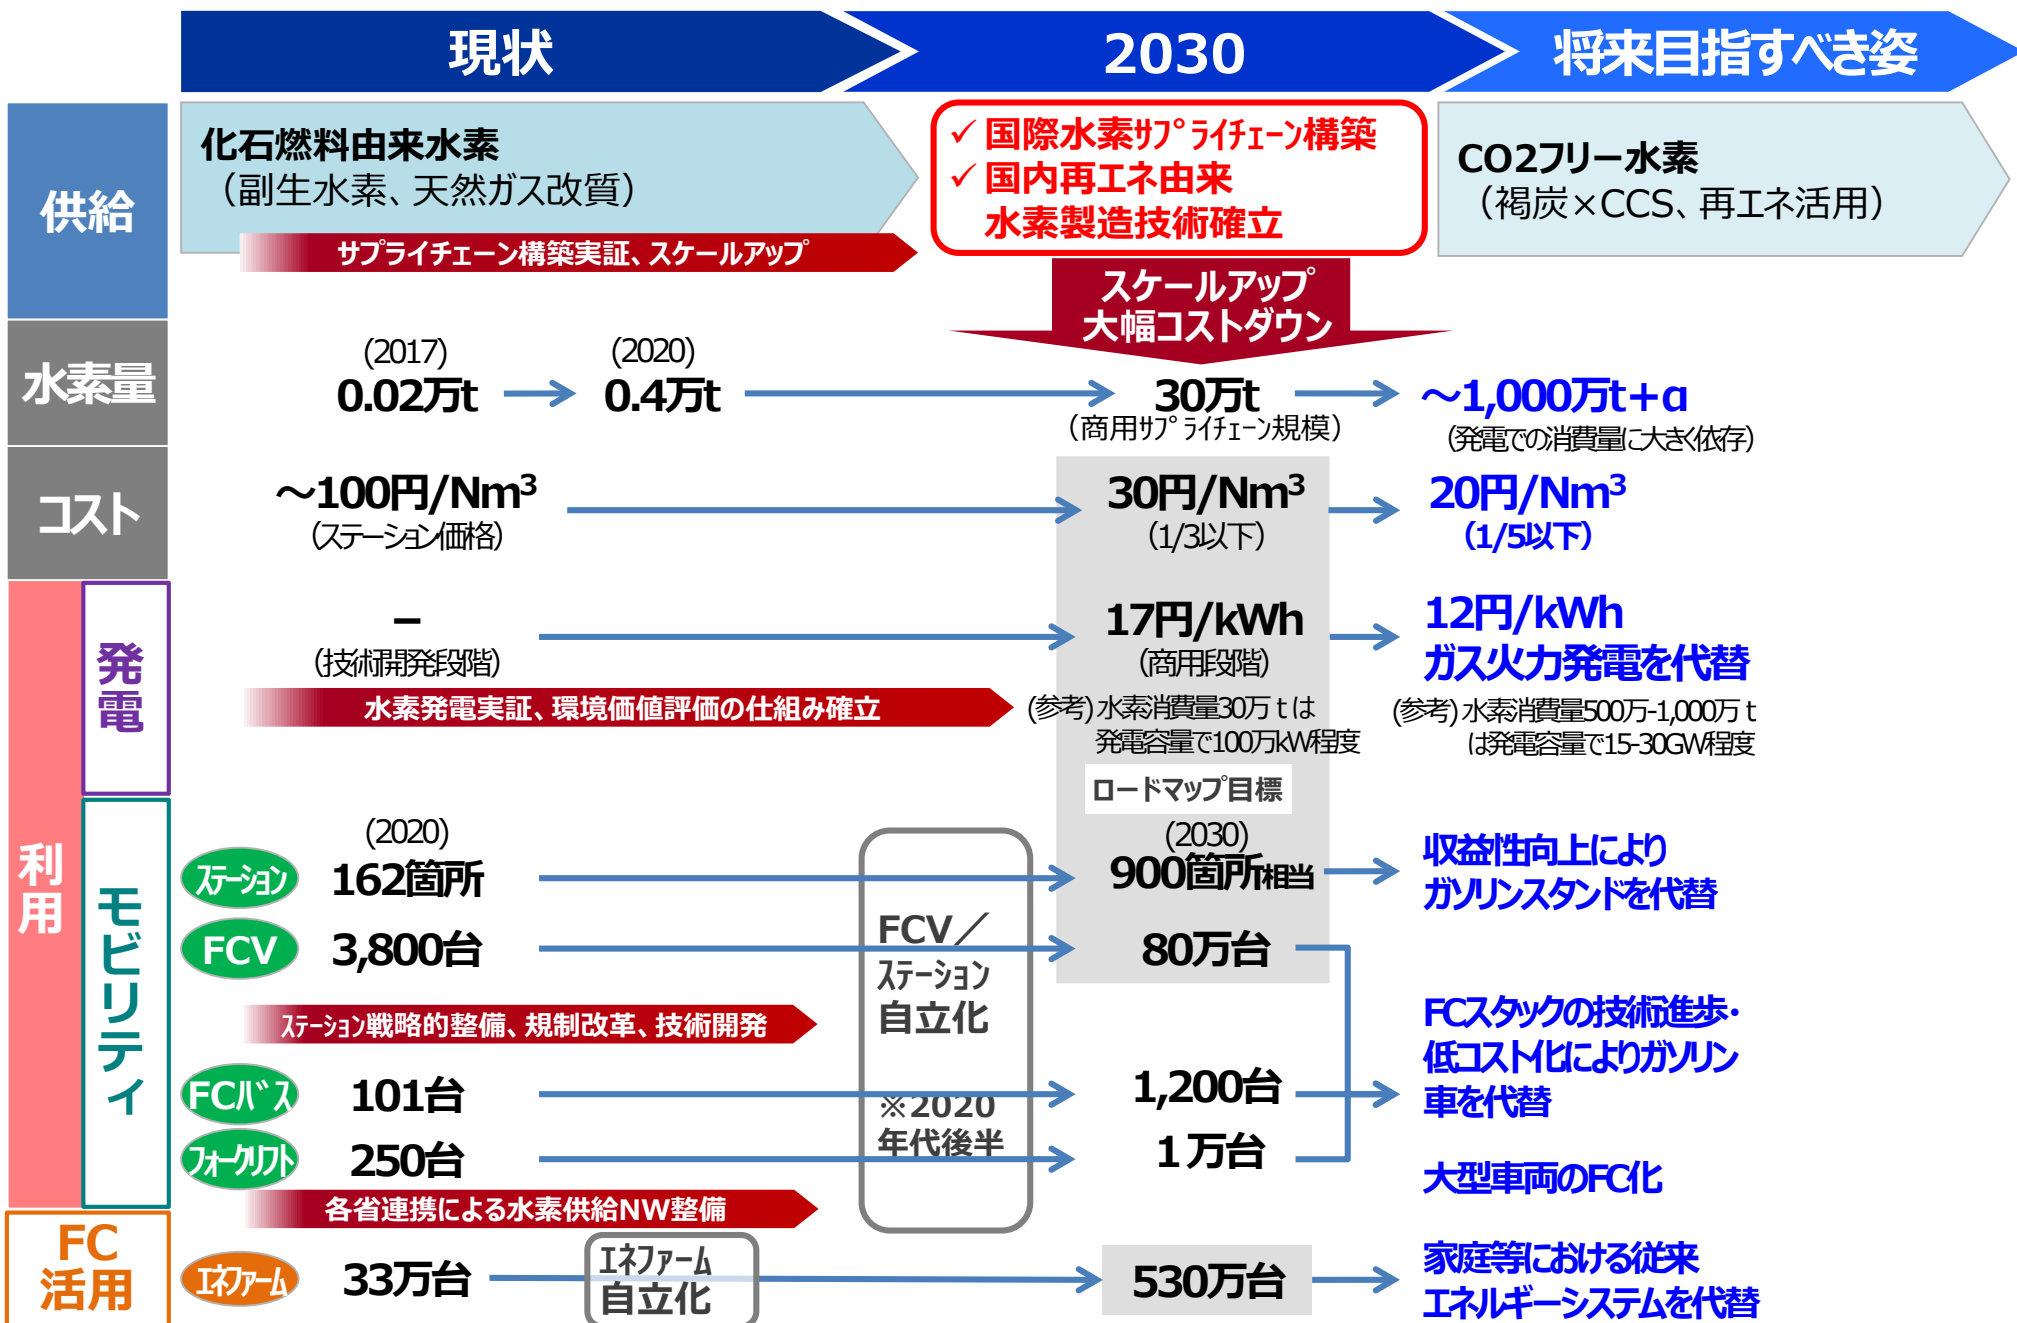 現状
2030
将来目指すべき姿
供給
化石燃料由来水素
（副生水素、天然ガス改質）
サプライチェーン構築実証、スケールアップ
✓ 国際水素ｻﾌﾟﾗｲﾁｪｰﾝ構築
✓ 国内再エネ由来
水素製造技術確立
CO2フリー水素
（褐炭×CCS、再エネ活用）
スケールアップ
大幅コストダウン
水素量
(2017)
0.02万t
(2020)
0.4万t
30万t
（商用ｻﾌﾟﾗｲﾁｪｰﾝ規模）
～1,000万t+α
（発電での消費量に大きく依存）
コスト
～100円/Nm³
（ステーション価格）
30円/Nm³
（1/3以下）
20円/Nm³
（1/5以下）
利用
発電
－
（技術開発段階）
17円/kWh
（商用段階）
12円/kWh
ガス火力発電を代替
水素発電実証、環境価値評価の仕組み確立
(参考) 水素消費量30万ｔは
発電容量で100万kW程度
(参考) 水素消費量500万-1,000万ｔ
は発電容量で15-30GW程度
ロードマップ目標
モビリティ
(2020)
(2030)
ｽﾃｰｼｮﾝ
162箇所
900箇所相当
収益性向上により
ガソリンスタンドを代替
FCV
3,800台
FCV／
ｽﾃｰｼｮﾝ
自立化
80万台
ｽﾃｰｼｮﾝ戦略的整備、規制改革、技術開発
FCスタックの技術進歩・
低コスト化によりガソリン
車を代替
FCﾊﾞｽ
101台
※2020
年代後半
1,200台
ﾌｫｰｸﾘﾌﾄ
250台
1万台
大型車両のFC化
各省連携による水素供給NW整備
FC
活用
ｴﾈﾌｧｰﾑ
33万台
ｴﾈﾌｧｰﾑ
自立化
530万台
家庭等における従来
エネルギーシステムを代替